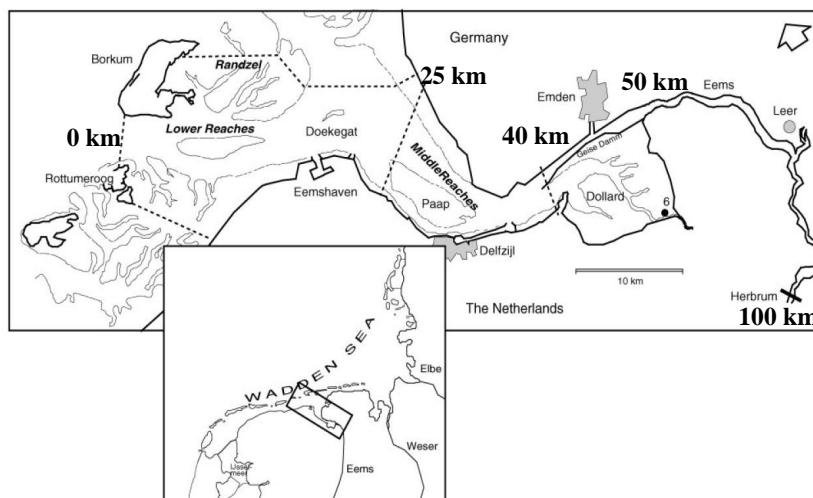 Germany
Borkum
Randzel
25 km
50 km
Eems
Emden
Leer
0 km
Lower Reaches
Doekegat
40 km
Geise Damm
Rottumeroog
Eemshaven
Middle Reaches
Paap
Dollard
6
Delfzijl
10 km
The Netherlands
Herbrum
100 km
WADDEN SEA
Elbe
Weser
IJssel
meer
Eems